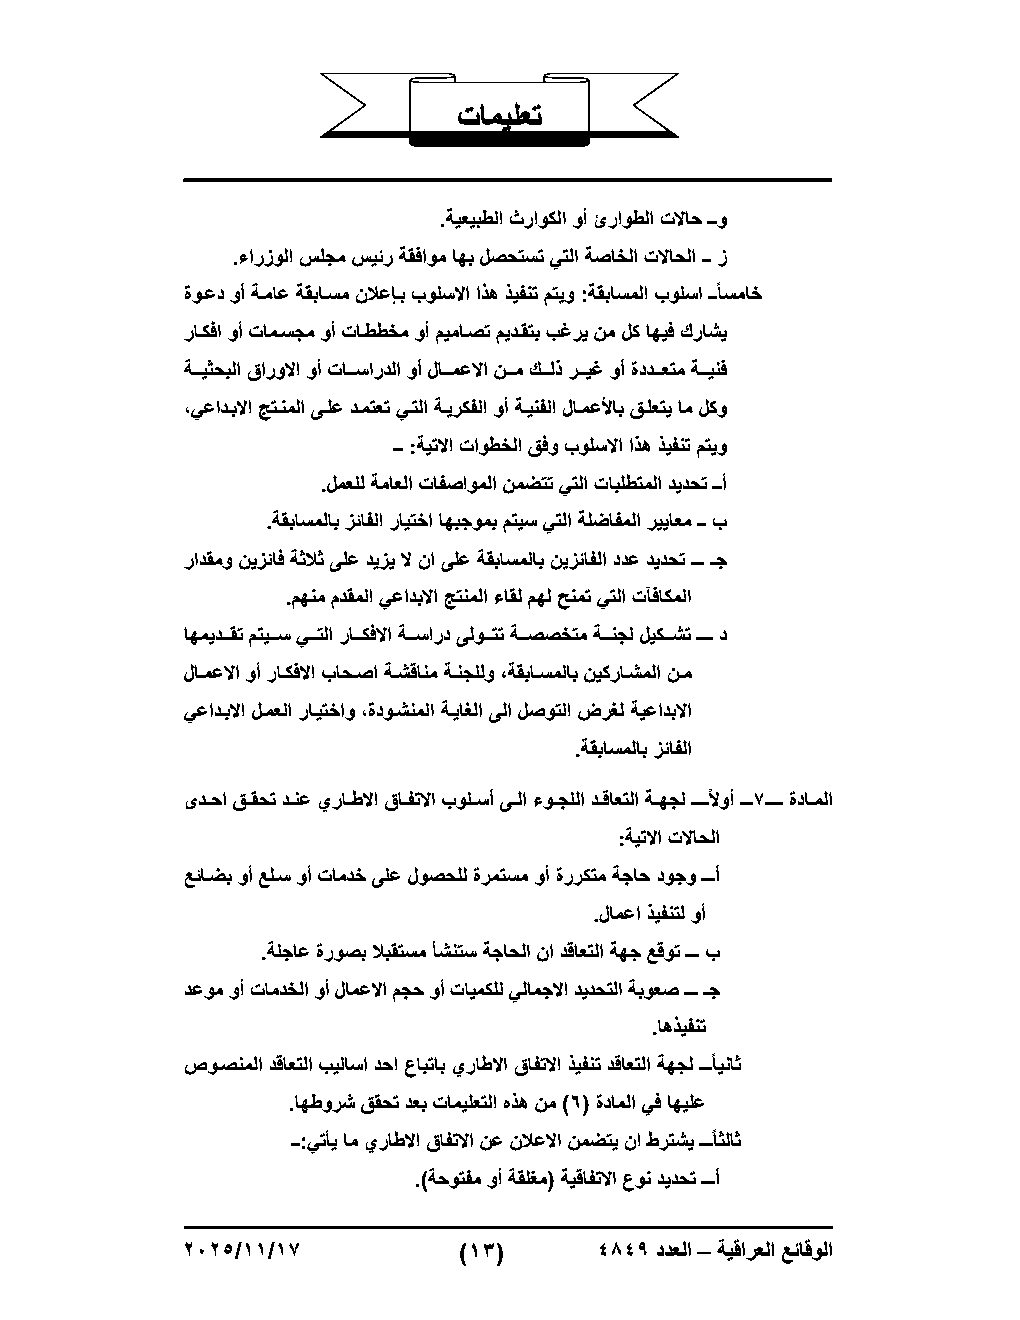 تعليمات
وـ حالات الطوارئ أو الكوارث الطبيعية.
ز ـ الحالات الخاصة التي تستحصل بها موافقة رئيس مجلس الوزراء.
خامسأـ اسلوب المسابقة: ويتم تنفيذ هذا الاسلوب بإعلان مسابقة عامة أو دعوة
يشارك فيها كل من يرغب بتقديم تصاميم أو مخططات أو مجسمات أو افكار
فنية متعددة أو غير ذلك من الاعمال أو الدراسات أو الاوراق البحثية
وكل ما يتعلق بالأعمال الفنية أو الفكرية التي تعتمد على المنتج الابداعي،
ويتم تنفيذ هذا الاسلوب وفق الخطوات الاتية: ـ
أـ تحديد المتطلبات التي تتضمن المواصفات العامة للعمل.
ب ـ معايير المفاضلة التي سيتم بموجبها اختيار الفائز بالمسابقة.
جـ ـ تحديد عدد الفائزين بالمسابقة على ان لا يزيد على ثلاثة فائزين ومقدار
المكافآت التي تمنح لهم لقاء المنتج الابداعي المقدم منهم.
د ـ تشكيل لجنة متخصصة تتولى دراسة الافكار التي سيتم تقديمها
من المشاركين بالمسابقة، وللجنة مناقشة اصحاب الافكار أو الاعمال
الابداعية لغرض التوصل الى الغاية المنشودة، واختيار العمل الابداعي
الفائز بالمسابقة.
المادة ـ٧ـ أولأـ لجهة التعاقد اللجوء الى أسلوب الاتفاق الاطاري عند تحقق احدى
الحالات الاتية:
أـ وجود حاجة متكررة أو مستمرة للحصول على خدمات أو سلع أو بضائع
أو لتنفيذ اعمال.
ب ـ توقع جهة التعاقد ان الحاجة ستنشأ مستقبلا بصورة عاجلة.
جـ ـ صعوبة التحديد الاجمالي للكميات أو حجم الاعمال أو الخدمات أو موعد
تنفيذها.
ثانيأـ لجهة التعاقد تنفيذ الاتفاق الاطاري باتباع احد اساليب التعاقد المنصوص
عليها في المادة (٦) من هذه التعليمات بعد تحقق شروطها.
ثالثأـ يشترط ان يتضمن الاعلان عن الاتفاق الاطاري ما يأتي:ـ
أـ تحديد نوع الاتفاقية (مغلقة أو مفتوحة).
الوقائع العراقية – العدد ٤٨٤٩ (١٣) ٢٠٢٥/١١/١٧